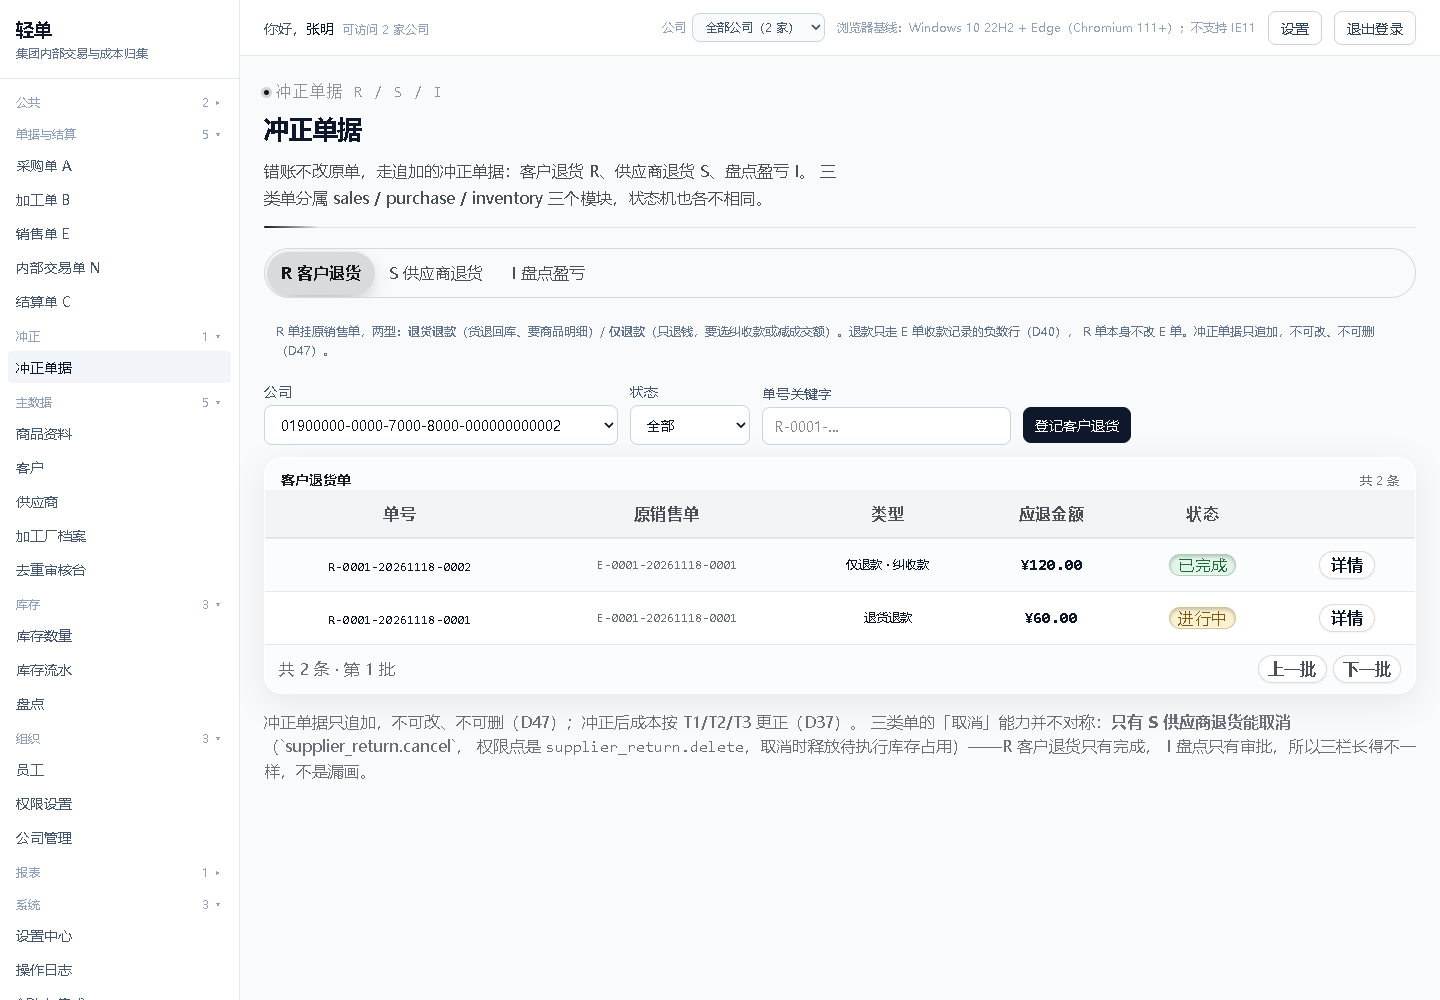 轻单
集团内部交易与成本归集
公共 2
单据与结算 5
采购单 A
加工单 B
销售单 E
内部交易单 N
结算单 C
冲正 1
冲正单据
主数据 5
商品资料
客户
供应商
加工厂档案
去重审核台
库存 3
库存数量
库存流水
盘点
组织 3
员工
权限设置
公司管理
报表 1
系统 3
设置中心
操作日志
你好，张明 可访问 2 家公司
公司 全部公司（2 家） 浏览器基线：Windows 10 22H2 + Edge（Chromium 111+）；不支持 IE11 设置 退出登录
冲正单据 R / S / I
冲正单据
错账不改原单，走追加的冲正单据：客户退货 R、供应商退货 S、盘点盈亏 I。 三
类单分属 sales / purchase / inventory 三个模块，状态机也各不相同。
R 客户退货 S 供应商退货 I 盘点盈亏
R 单挂原销售单，两型：退货退款（货退回库、要商品明细）/ 仅退款（只退钱，要选纠收款或减成交额）。退款只走 E 单收款记录的负数行（D40）， R 单本身不改 E 单。冲正单据只追加，不可改、不可删
（D47）。
公司 状态 单号关键字
01900000-0000-7000-8000-000000000002 全部 R-0001-... 登记客户退货
客户退货单 共 2 条
单号 原销售单 类型 应退金额 状态
R-0001-20261118-0002 E-0001-20261118-0001 仅退款 · 纠收款 ¥120.00 已完成 详情
R-0001-20261118-0001 E-0001-20261118-0001 退货退款 ¥60.00 进行中 详情
共 2 条 · 第 1 批 上一批 下一批
冲正单据只追加，不可改、不可删（D47）；冲正后成本按 T1/T2/T3 更正（D37）。 三类单的「取消」能力并不对称：只有 S 供应商退货能取消
（`supplier_return.cancel`， 权限点是 supplier_return.delete，取消时释放待执行库存占用）——R 客户退货只有完成， I 盘点只有审批，所以三栏长得不一
样，不是漏画。